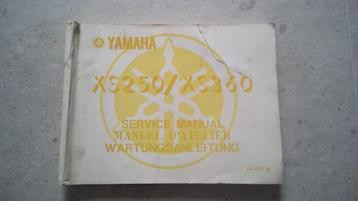 YAMAHA
XS250/XS360
SERVICE MANUAL
MANUEL D'ATELIER
WARTUNGSANLEITUNG